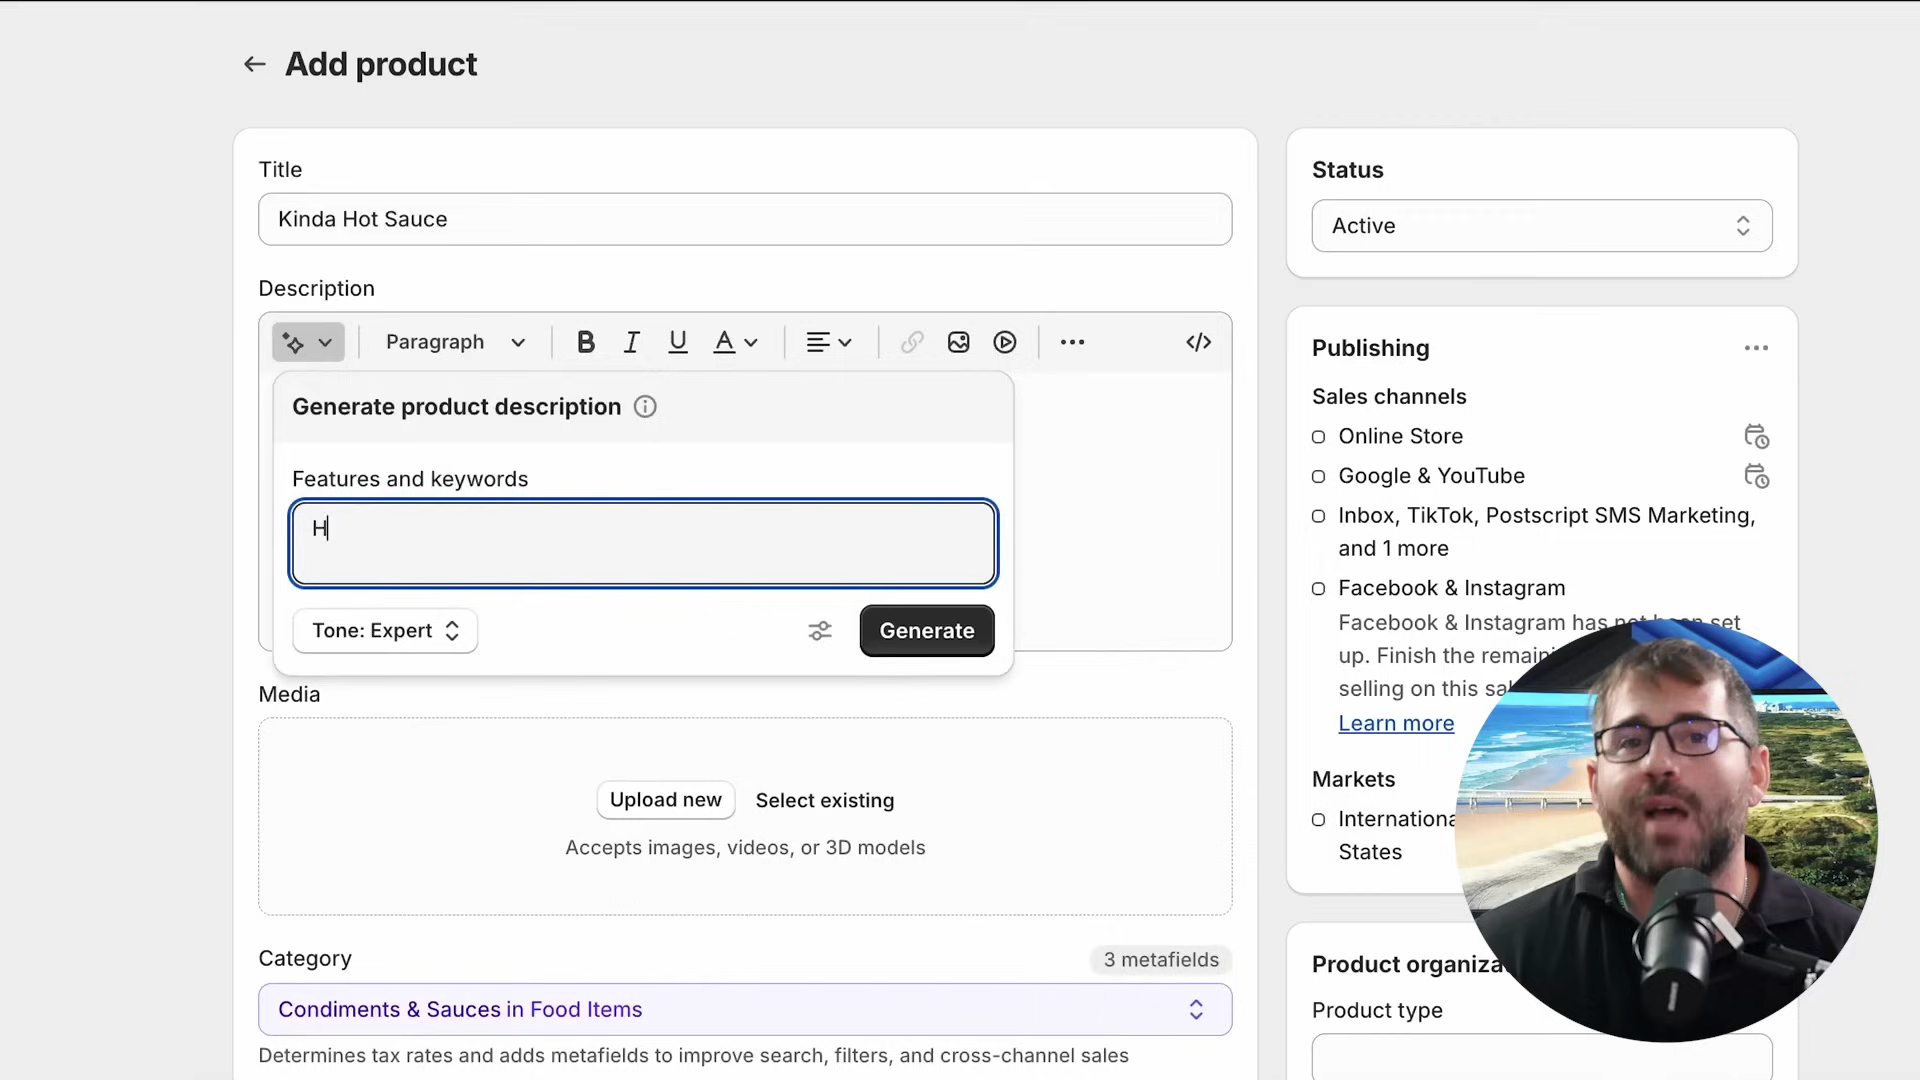 Add product
Title
Kinda Hot Sauce
Description
Paragraph
B I U A
Generate product description
Features and keywords
H
Tone: Expert
Generate
Media
Upload new
Select existing
Accepts images, videos, or 3D models
Category
3 metafields
Condiments & Sauces in Food Items
Determines tax rates and adds metafields to improve search, filters, and cross-channel sales
Status
Active
Publishing
Sales channels
Online Store
Google & YouTube
Inbox, TikTok, Postscript SMS Marketing,
and 1 more
Facebook & Instagram
Facebook & Instagram has not been set
up. Finish the
selling on this
Learn more
Markets
States
Product
Product type